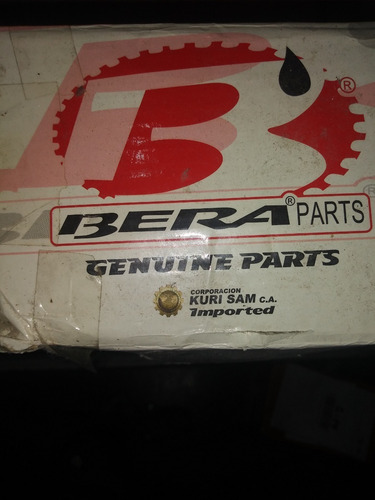 B®
BERA® PARTS
GENUINE PARTS
CORPORACION
KURI SAM C.A.
Imported